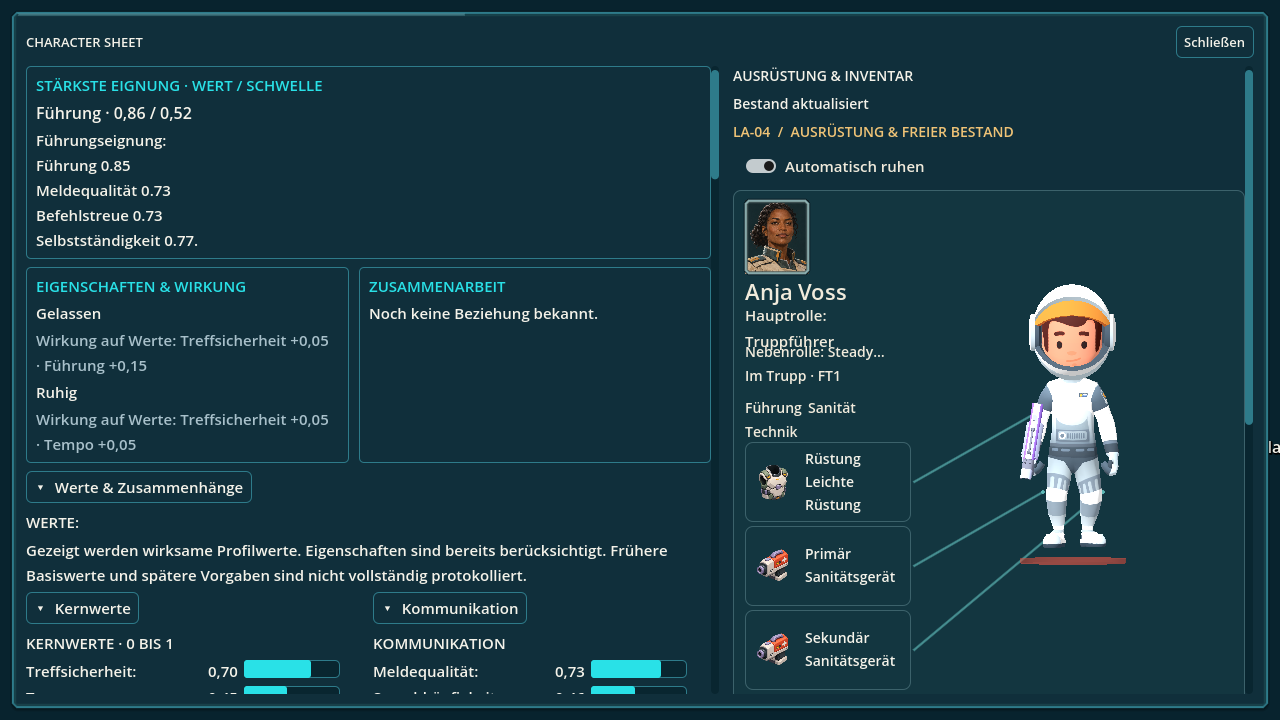 CHARACTER SHEET
Schließen
STÄRKSTE EIGNUNG · WERT / SCHWELLE
Führung · 0,86 / 0,52
Führungseignung:
Führung 0.85
Meldequalität 0.73
Befehlstreue 0.73
Selbstständigkeit 0.77.
EIGENSCHAFTEN & WIRKUNG
Gelassen
Wirkung auf Werte: Treffsicherheit +0,05
· Führung +0,15
Ruhig
Wirkung auf Werte: Treffsicherheit +0,05
· Tempo +0,05
ZUSAMMENARBEIT
Noch keine Beziehung bekannt.
Werte & Zusammenhänge
WERTE:
Gezeigt werden wirksame Profilwerte. Eigenschaften sind bereits berücksichtigt. Frühere
Basiswerte und spätere Vorgaben sind nicht vollständig protokolliert.
Kernwerte
KERNWERTE · 0 BIS 1
Treffsicherheit: 0,70
Kommunikation
KOMMUNIKATION
Meldequalität: 0,73
AUSRÜSTUNG & INVENTAR
Bestand aktualisiert
LA-04 / AUSRÜSTUNG & FREIER BESTAND
Automatisch ruhen
Anja Voss
Hauptrolle:
Truppführer
Nebenrolle: Steady...
Im Trupp · FT1
Führung Sanität
Technik
Rüstung
Leichte
Rüstung
Primär
Sanitätsgerät
Sekundär
Sanitätsgerät